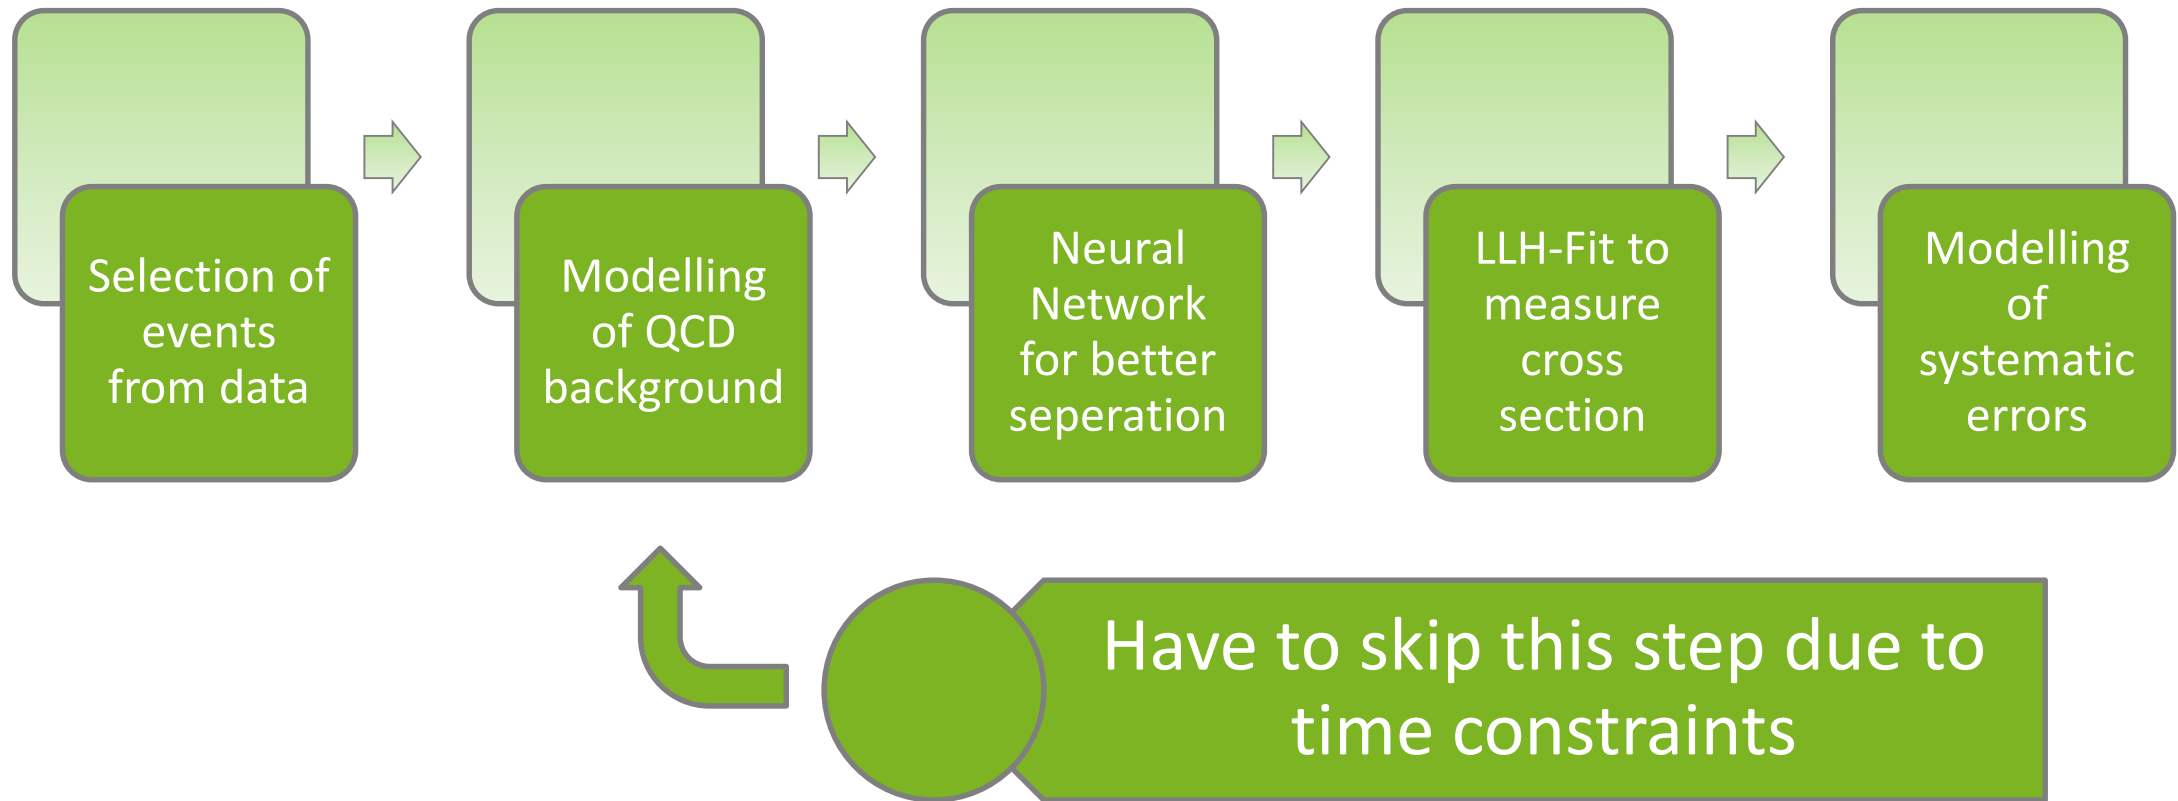 Selection of
events
from data
Modelling
of QCD
background
Neural
Network
for better
seperation
LLH-Fit to
measure
cross
section
Modelling
of
systematic
errors
Have to skip this step due to
time constraints